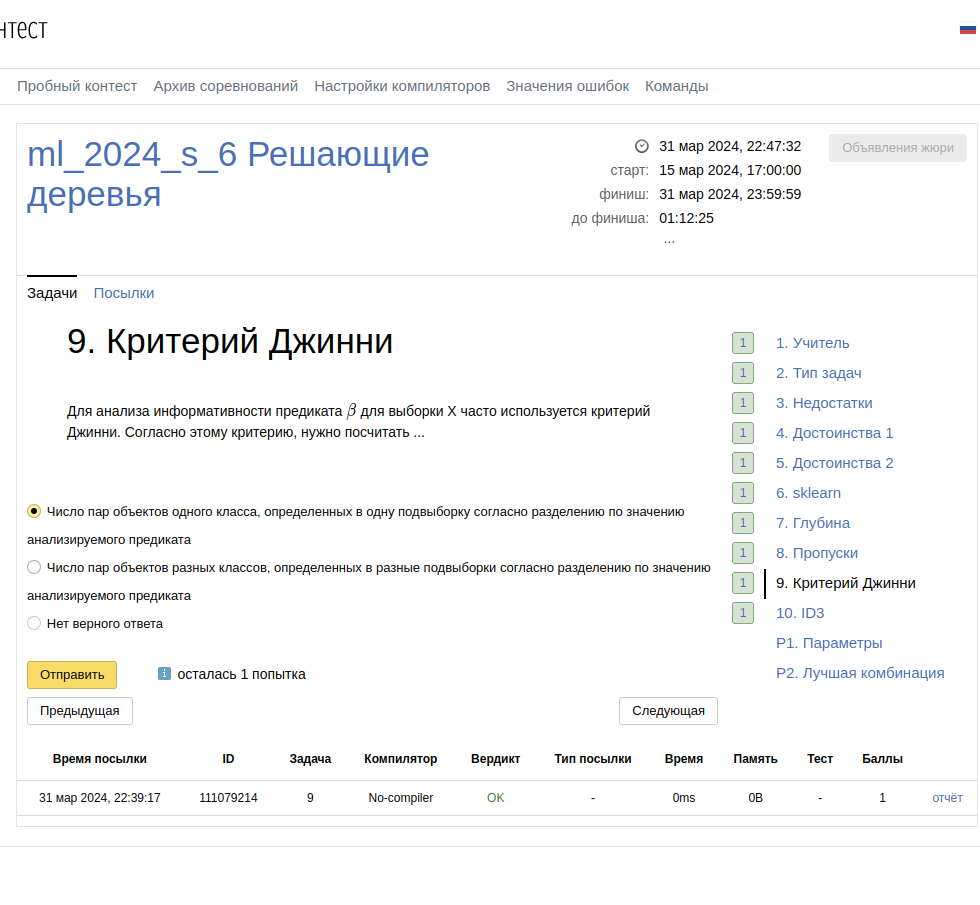 нтест
Пробный контест Архив соревнований Настройки компиляторов Значения ошибок Команды
ml_2024_s_6 Решающие
деревья
31 мар 2024, 22:47:32
старт: 15 мар 2024, 17:00:00
финиш: 31 мар 2024, 23:59:59
до финиша: 01:12:25
...
Объявления жюри
Задачи Посылки
9. Критерий Джинни
Для анализа информативности предиката β для выборки X часто используется критерий
Джинни. Согласно этому критерию, нужно посчитать ...
Число пар объектов одного класса, определенных в одну подвыборку согласно разделению по значению
анализируемого предиката
Число пар объектов разных классов, определенных в разные подвыборки согласно разделению по значению
анализируемого предиката
Нет верного ответа
Отправить осталась 1 попытка
Предыдущая Следующая
1 1. Учитель
1 2. Тип задач
1 3. Недостатки
1 4. Достоинства 1
1 5. Достоинства 2
1 6. sklearn
1 7. Глубина
1 8. Пропуски
1 9. Критерий Джинни
1 10. ID3
P1. Параметры
P2. Лучшая комбинация
Время посылки ID Задача Компилятор Вердикт Тип посылки Время Память Тест Баллы
31 мар 2024, 22:39:17 111079214 9 No-compiler OK - 0ms 0B - 1 отчёт